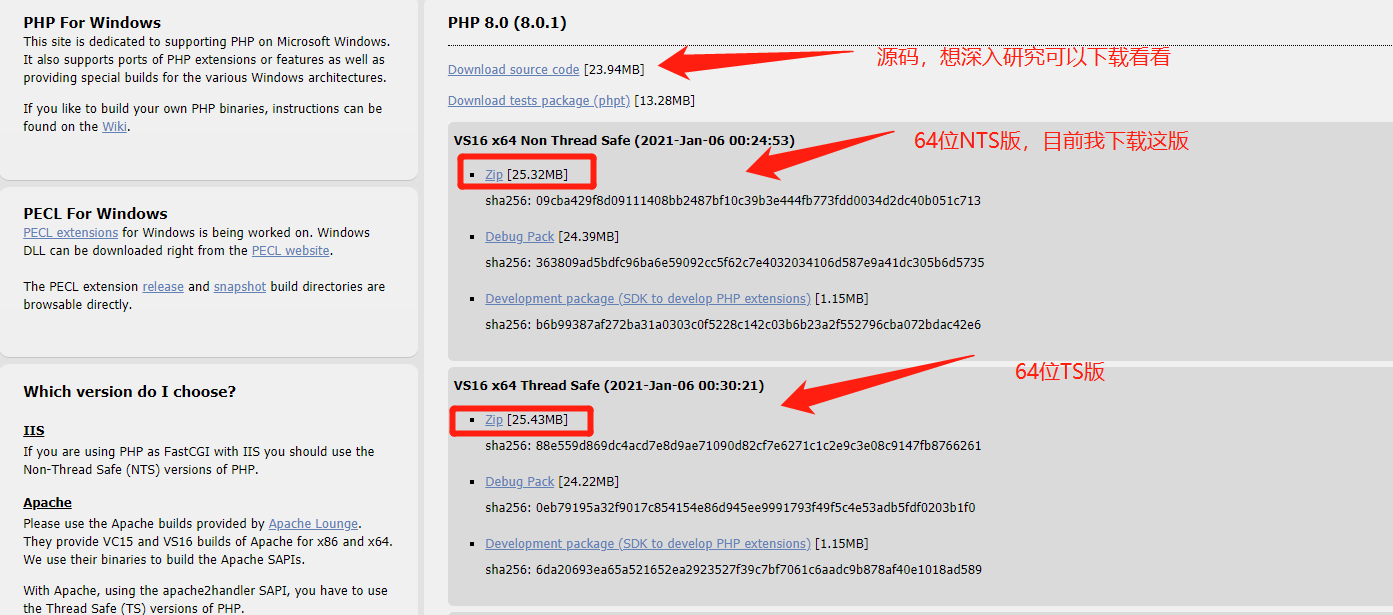 PHP For Windows
This site is dedicated to supporting PHP on Microsoft Windows.
It also supports ports of PHP extensions or features as well as
providing special builds for the various Windows architectures.
If you like to build your own PHP binaries, instructions can be
found on the Wiki.
PECL For Windows
PECL extensions for Windows is being worked on. Windows
DLL can be downloaded right from the PECL website.
The PECL extension release and snapshot build directories are
browsable directly.
Which version do I choose?
IIS
If you are using PHP as FastCGI with IIS you should use the
Non-Thread Safe (NTS) versions of PHP.
Apache
Please use the Apache builds provided by Apache Lounge.
They provide VC15 and VS16 builds of Apache for x86 and x64.
We use their binaries to build the Apache SAPIs.
With Apache, using the apache2handler SAPI, you have to use
the Thread Safe (TS) versions of PHP.
PHP 8.0 (8.0.1)
Download source code [23.94MB]
源码，想深入研究可以下载看看
Download tests package (phpt) [13.28MB]
VS16 x64 Non Thread Safe (2021-Jan-06 00:24:53)
64位NTS版，目前我下载这版
Zip [25.32MB]
sha256: 09cba429f8d09111408bb2487bf10c39b3e444fb773fdd0034d2dc40b051c713
Debug Pack [24.39MB]
sha256: 363809ad5bdfc96ba6e59092cc5f62c7e4032034106d587e9a41dc305b6d5735
Development package (SDK to develop PHP extensions) [1.15MB]
sha256: b6b99387af272ba31a0303c0f5228c142c03b6b23a2f552796cba072bdac42e6
64位TS版
VS16 x64 Thread Safe (2021-Jan-06 00:30:21)
Zip [25.43MB]
sha256: 88e559d869dc4acd7e8d9ae71090d82cf7e6271c1c2e9c3e08c9147fb8766261
Debug Pack [24.22MB]
sha256: 0eb79195a32f9017c854154e86d945ee9991793f49f5c4e53adb5fdf0203b1f0
Development package (SDK to develop PHP extensions) [1.15MB]
sha256: 6da20693ea65a521652ea2923527f39c7bf7061c6aadc9b878af40e1018ad589